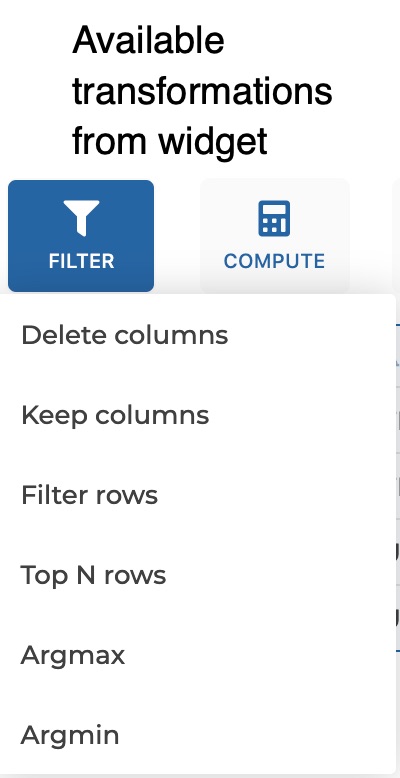 Available
transformations
from widget
FILTER
COMPUTE
Delete columns
Keep columns
Filter rows
Top N rows
Argmax
Argmin